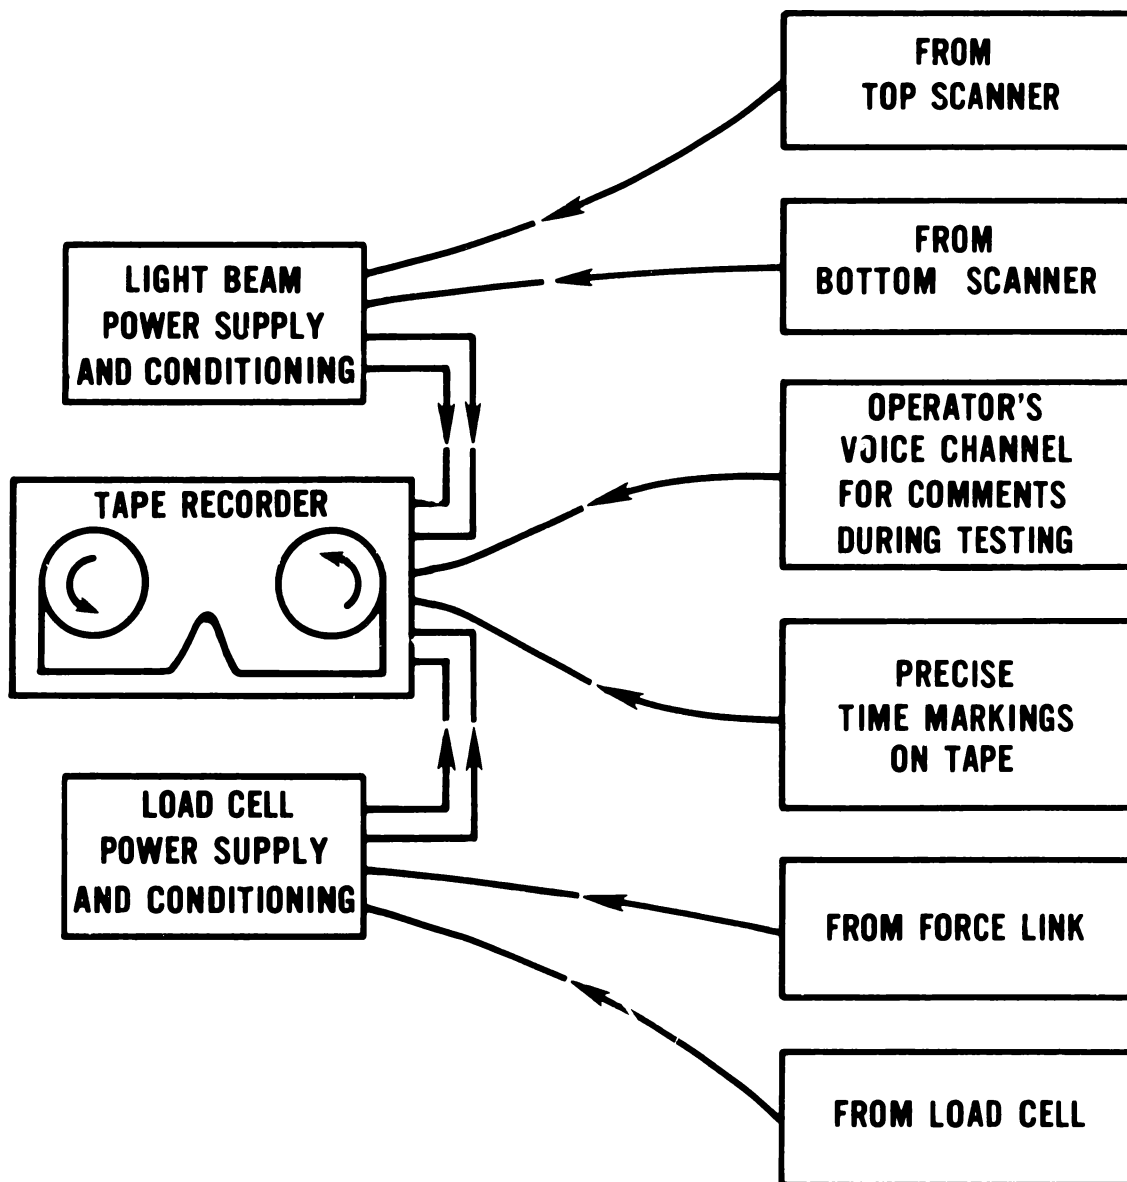 FROM
TOP SCANNER
FROM
BOTTOM SCANNER
LIGHT BEAM
POWER SUPPLY
AND CONDITIONING
OPERATOR'S
VOICE CHANNEL
FOR COMMENTS
DURING TESTING
TAPE RECORDER
PRECISE
TIME MARKINGS
ON TAPE
LOAD CELL
POWER SUPPLY
AND CONDITIONING
FROM FORCE LINK
FROM LOAD CELL